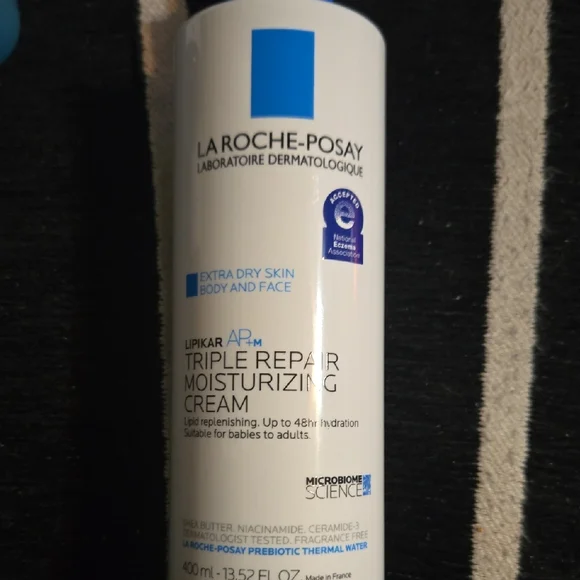 LA ROCHE-POSAY
LABORATOIRE DERMATOLOGIQUE
ACCEPTED
e
National
Eczema
Association
EXTRA DRY SKIN
BODY AND FACE
LIPIKAR AP+M
TRIPLE REPAIR
MOISTURIZING
CREAM
Lipid replenishing. Up to 48hr hydration
Suitable for babies to adults.
MICROBIOME
SCIENCE
SHEA BUTTER. NIACINAMIDE. CERAMIDE-3
DERMATOLOGIST TESTED. FRAGRANCE FREE
LA ROCHE-POSAY PREBIOTIC THERMAL WATER
400 ml - 13.52 FL OZ Made in France